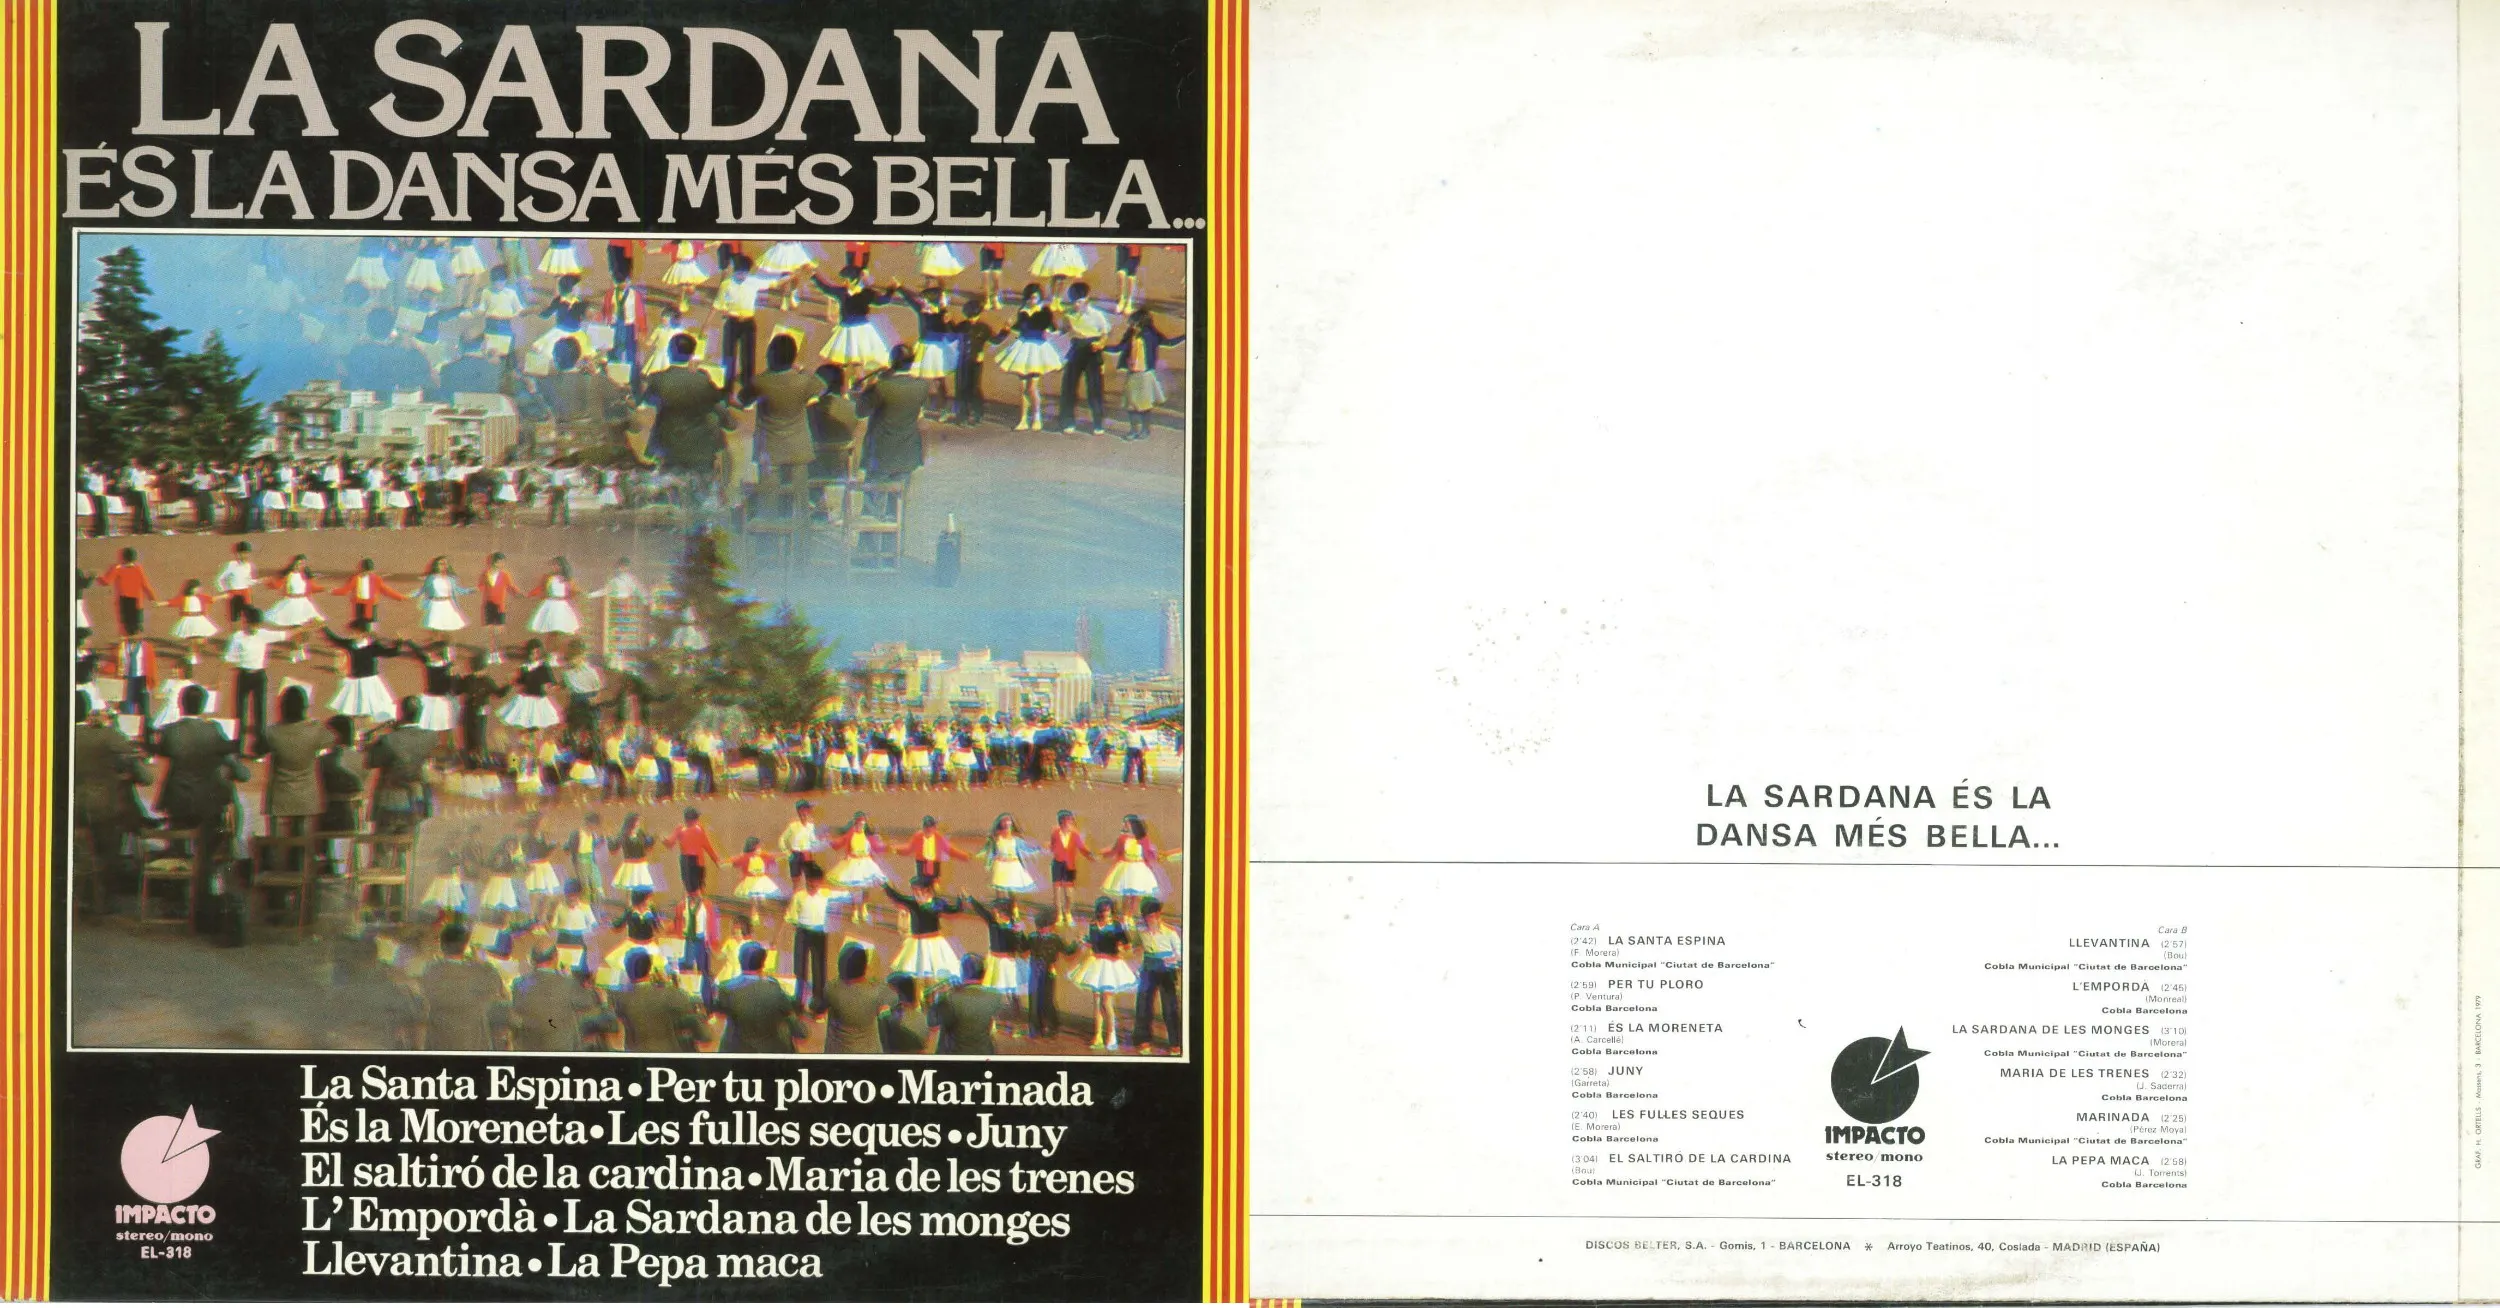 LA SARDANA
ÉS LA DANSA MÉS BELLA...
La Santa Espina • Per tu ploro • Marinada
És la Moreneta • Les fulles seques • Juny
El saltiró de la cardina • Maria de les trenes
L'Empordà • La Sardana de les monges
Llevantina • La Pepa maca
IMPACTO
stereo/mono
EL-318
LA SARDANA ÉS LA
DANSA MÉS BELLA...
Cara A
(2'42) LA SANTA ESPINA
(F. Morera)
Cobla Municipal "Ciutat de Barcelona"
(2'59) PER TU PLORO
(P. Ventura)
Cobla Barcelona
(2'11) ÉS LA MORENETA
(A. Carcellé)
Cobla Barcelona
(2'58) JUNY
(Garreta)
Cobla Barcelona
(2'40) LES FULLES SEQUES
(E. Morera)
Cobla Barcelona
(3'04) EL SALTIRÓ DE LA CARDINA
(Bou)
Cobla Municipal "Ciutat de Barcelona"
IMPACTO
stereo/mono
EL-318
Cara B
LLEVANTINA (2'57)
(Bou)
Cobla Municipal "Ciutat de Barcelona"
L'EMPORDÀ (2'45)
(Monreal)
Cobla Barcelona
LA SARDANA DE LES MONGES (3'10)
(Morera)
Cobla Municipal "Ciutat de Barcelona"
MARIA DE LES TRENES (2'32)
(J. Saderra)
Cobla Barcelona
MARINADA (2'25)
(Pérez Moya)
Cobla Municipal "Ciutat de Barcelona"
LA PEPA MACA (2'58)
(J. Torrents)
Cobla Barcelona
DISCOS BELTER, S.A. - Gomis, 1 - BARCELONA * Arroyo Teatinos, 40, Coslada - MADRID (ESPAÑA)
GRAF. H. ORTELLS - 3 - BARCELONA 1979